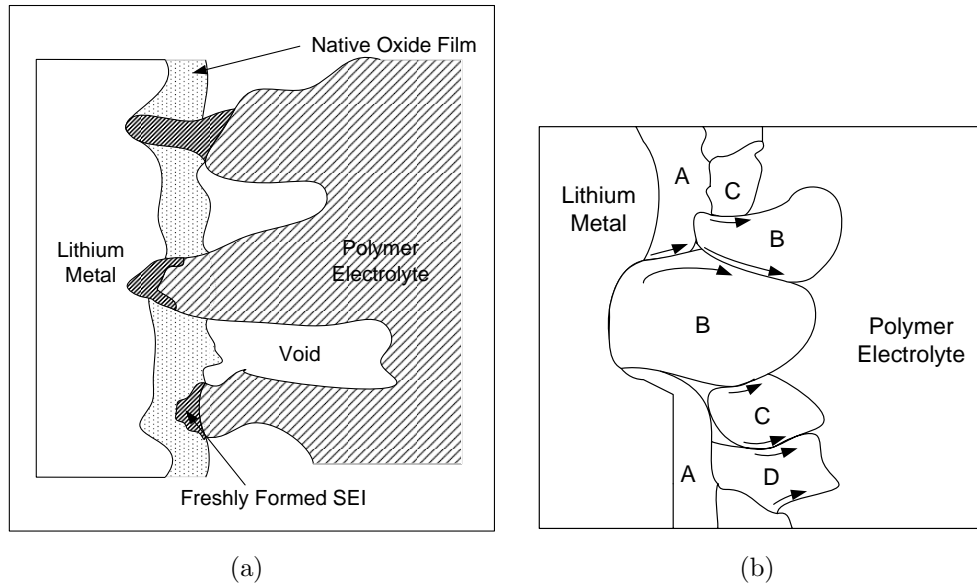 Native Oxide Film
Lithium
Metal
Polymer
Electrolyte
Void
Freshly Formed SEI
(a)
Lithium
Metal
A
C
B
B
Polymer
Electrolyte
C
A
D
(b)